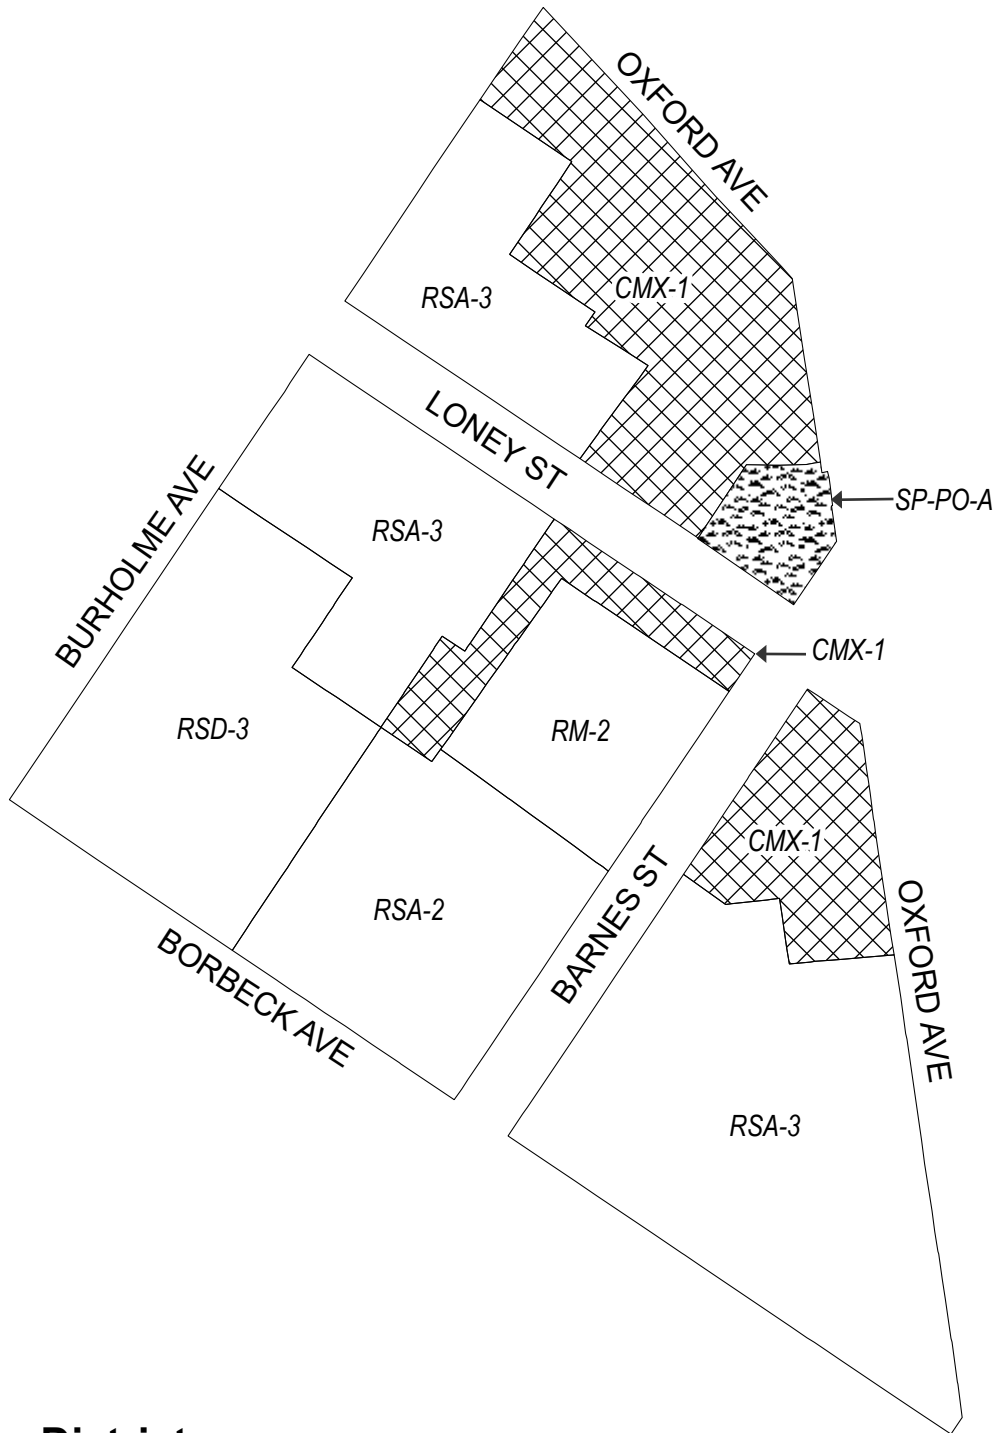 OXFORD AVE
RSA-3
CMX-1
LONEY ST
SP-PO-A
BURHOLME AVE
RSA-3
CMX-1
RSD-3
RM-2
CMX-1
RSA-2
BARNES ST
OXFORD AVE
BORBECK AVE
RSA-3